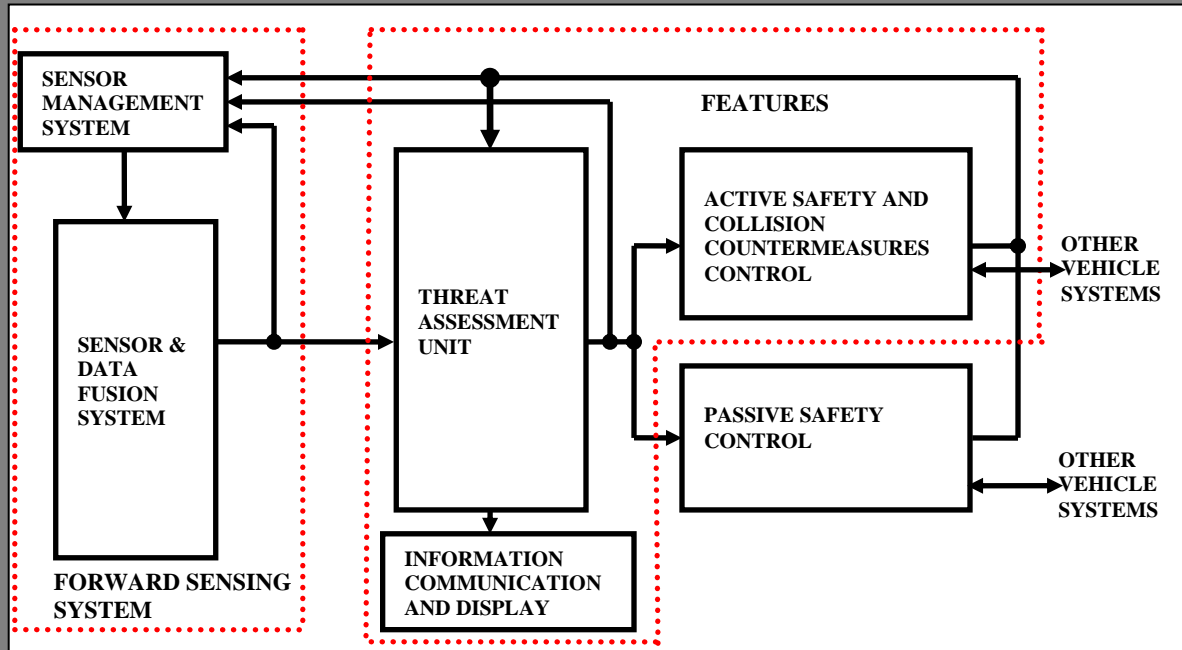 SENSOR
MANAGEMENT
SYSTEM
FEATURES
ACTIVE SAFETY AND
COLLISION
COUNTERMEASURES
CONTROL
OTHER
VEHICLE
SYSTEMS
THREAT
ASSESSMENT
UNIT
SENSOR &
DATA
FUSION
SYSTEM
PASSIVE SAFETY
CONTROL
OTHER
VEHICLE
SYSTEMS
INFORMATION
COMMUNICATION
AND DISPLAY
FORWARD SENSING
SYSTEM